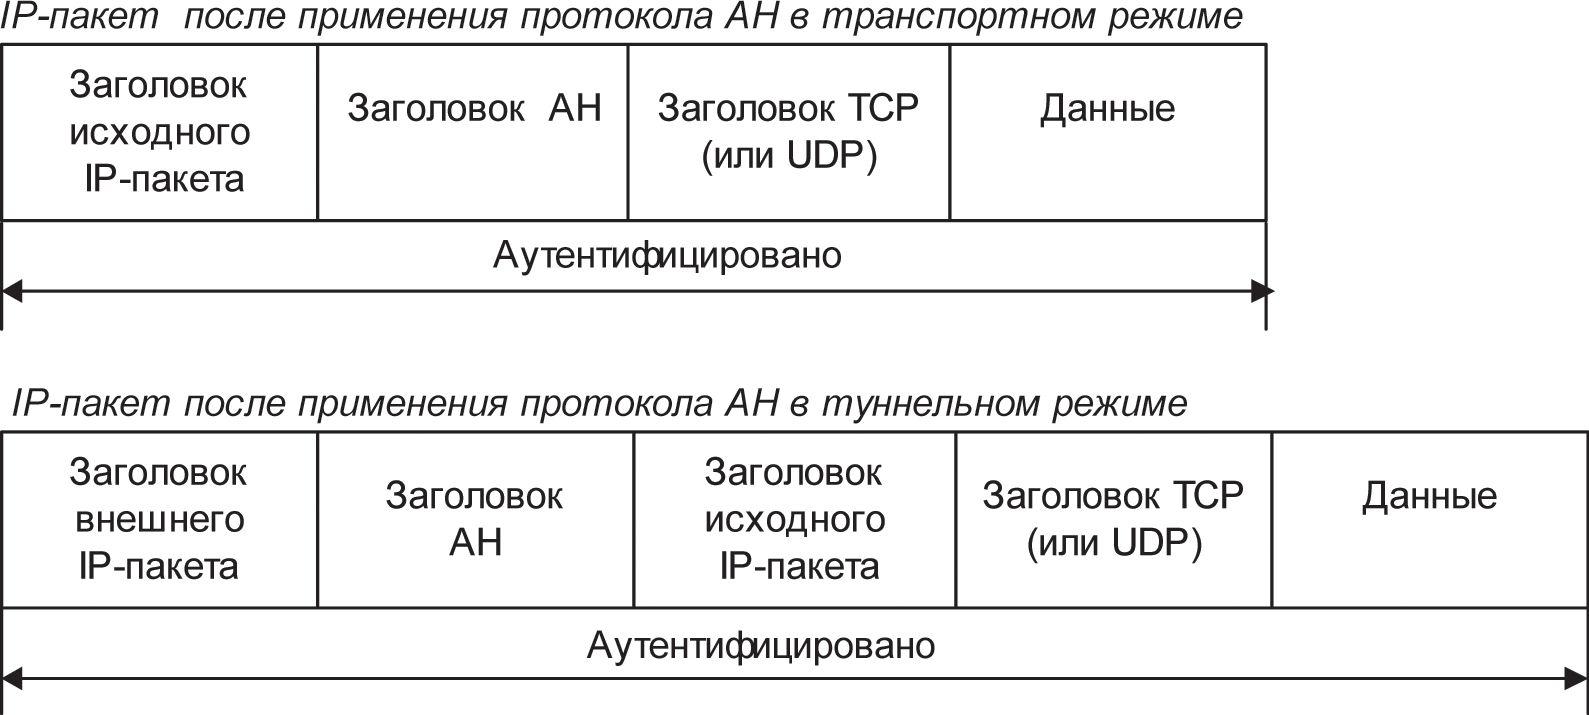 IP-пакет после применения протокола АН в транспортном режиме
Заголовок
исходного
IP-пакета
Заголовок АН
Заголовок TCP
(или UDP)
Данные
Аутентифицировано
IP-пакет после применения протокола АН в туннельном режиме
Заголовок
внешнего
IP-пакета
Заголовок
АН
Заголовок
исходного
IP-пакета
Заголовок TCP
(или UDP)
Данные
Аутентифицировано